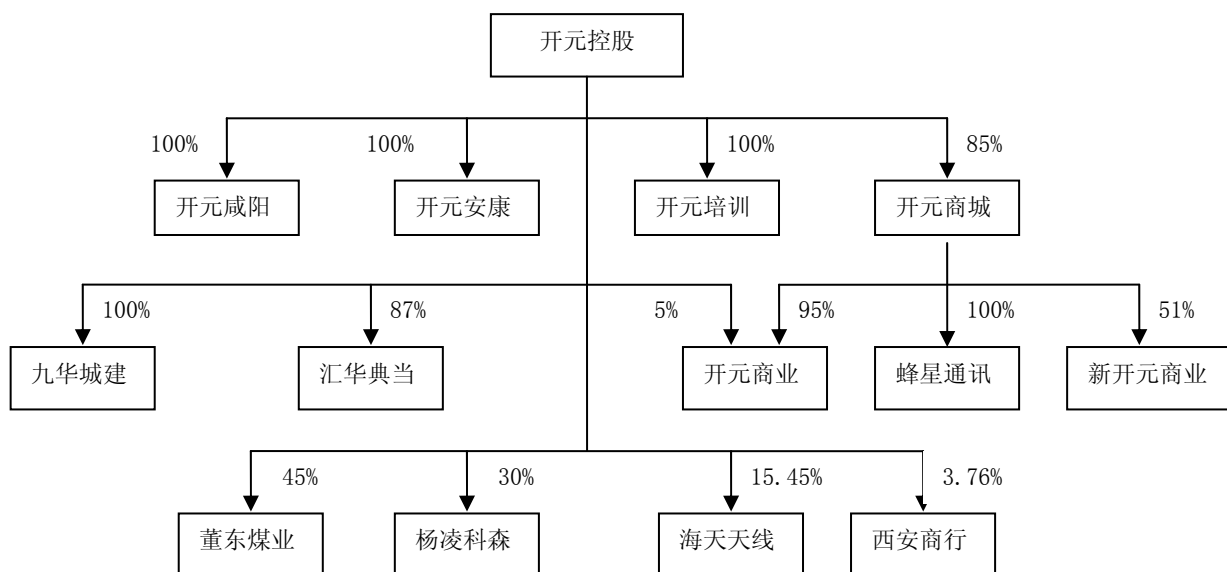 开元控股
100% 100% 100% 85%
开元咸阳 开元安康 开元培训 开元商城
100% 87% 5% 95% 100% 51%
九华城建 汇华典当 开元商业 蜂星通讯 新开元商业
45% 30% 15.45% 3.76%
董东煤业 杨凌科森 海天天线 西安商行